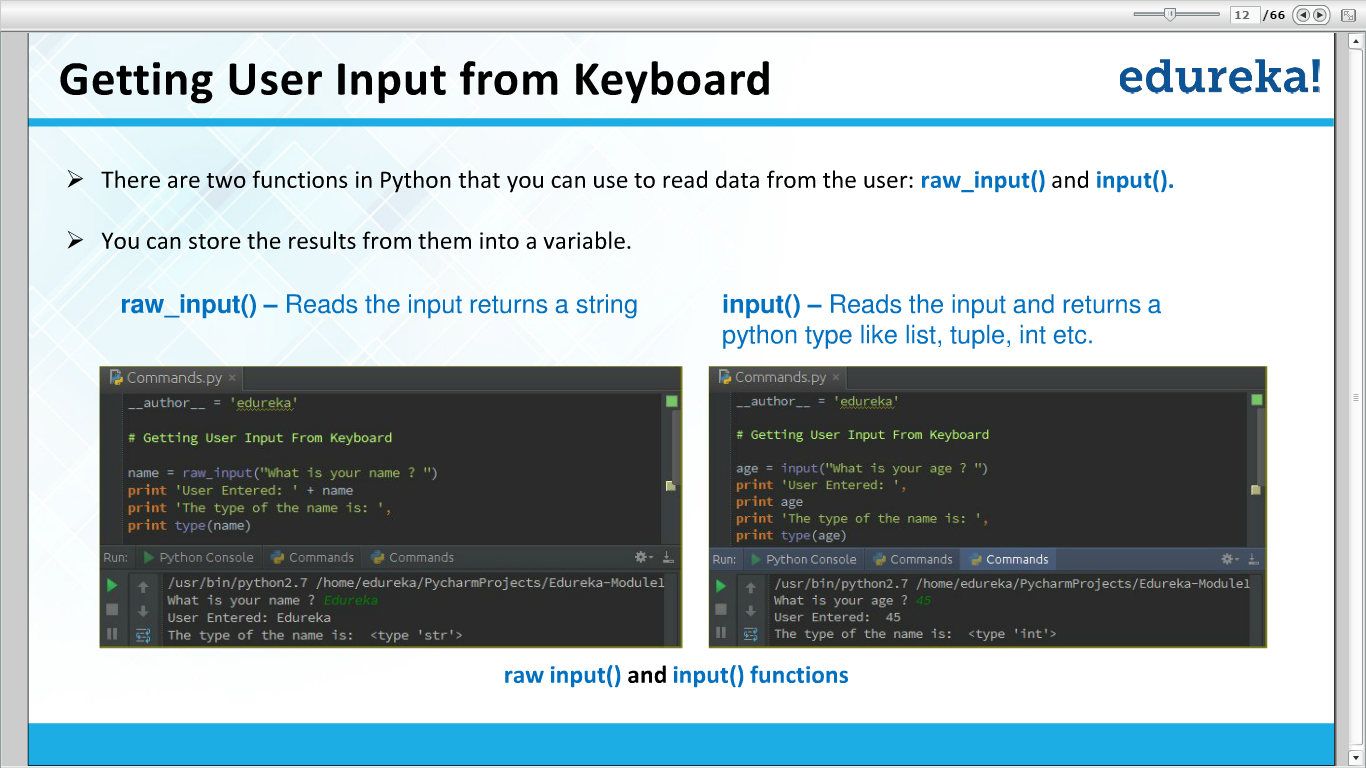 12 /66
Getting User Input from Keyboard
edureka!
There are two functions in Python that you can use to read data from the user: raw_input() and input().
You can store the results from them into a variable.
raw_input() – Reads the input returns a string
Commands.py ×
__author__ = 'edureka'
# Getting User Input From Keyboard
name = raw_input("What is your name ? ")
print 'User Entered: ' + name
print 'The type of the name is: ',
print type(name)
Run: Python Console Commands Commands
/usr/bin/python2.7 /home/edureka/PycharmProjects/Edureka-Module1
What is your name ? Edureka
User Entered: Edureka
The type of the name is: <type 'str'>
input() – Reads the input and returns a
python type like list, tuple, int etc.
Commands.py ×
__author__ = 'edureka'
# Getting User Input From Keyboard
age = input("What is your age ? ")
print 'User Entered: ',
print age
print 'The type of the name is: ',
print type(age)
Run: Python Console Commands Commands
/usr/bin/python2.7 /home/edureka/PycharmProjects/Edureka-Module1
What is your age ? 45
User Entered: 45
The type of the name is: <type 'int'>
raw input() and input() functions